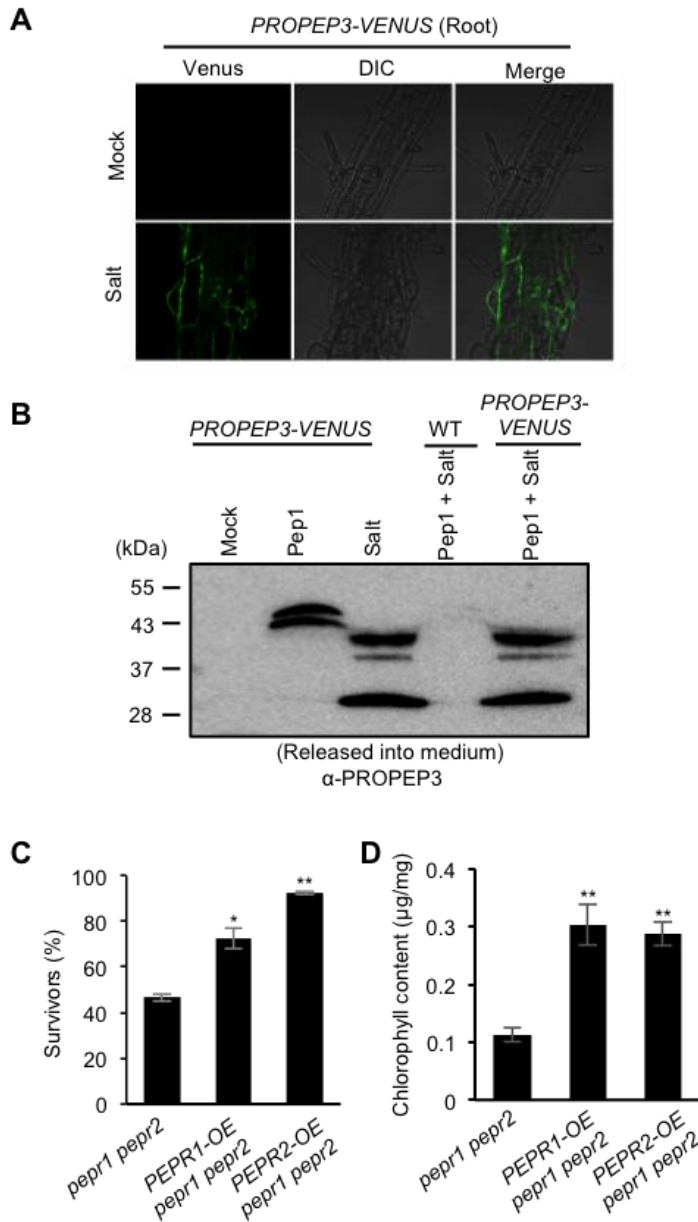 A
PROPEP3-VENUS (Root)
Venus DIC Merge
Mock
Salt
B
PROPEP3-VENUS WT PROPEP3-
VENUS
Mock Pep1 Salt Pep1 + Salt Pep1 + Salt
(kDa)
55
43
37
28
(Released into medium)
α-PROPEP3
C
Survivors (%)
100
80
60
40
20
0
* **
pepr1 pepr2
PEPR1-OE
pepr1 pepr2
PEPR2-OE
pepr1 pepr2
D
Chlorophyll content (μg/mg)
0.4
0.3
0.2
0.1
0
** **
pepr1 pepr2
PEPR1-OE
pepr1 pepr2
PEPR2-OE
pepr1 pepr2